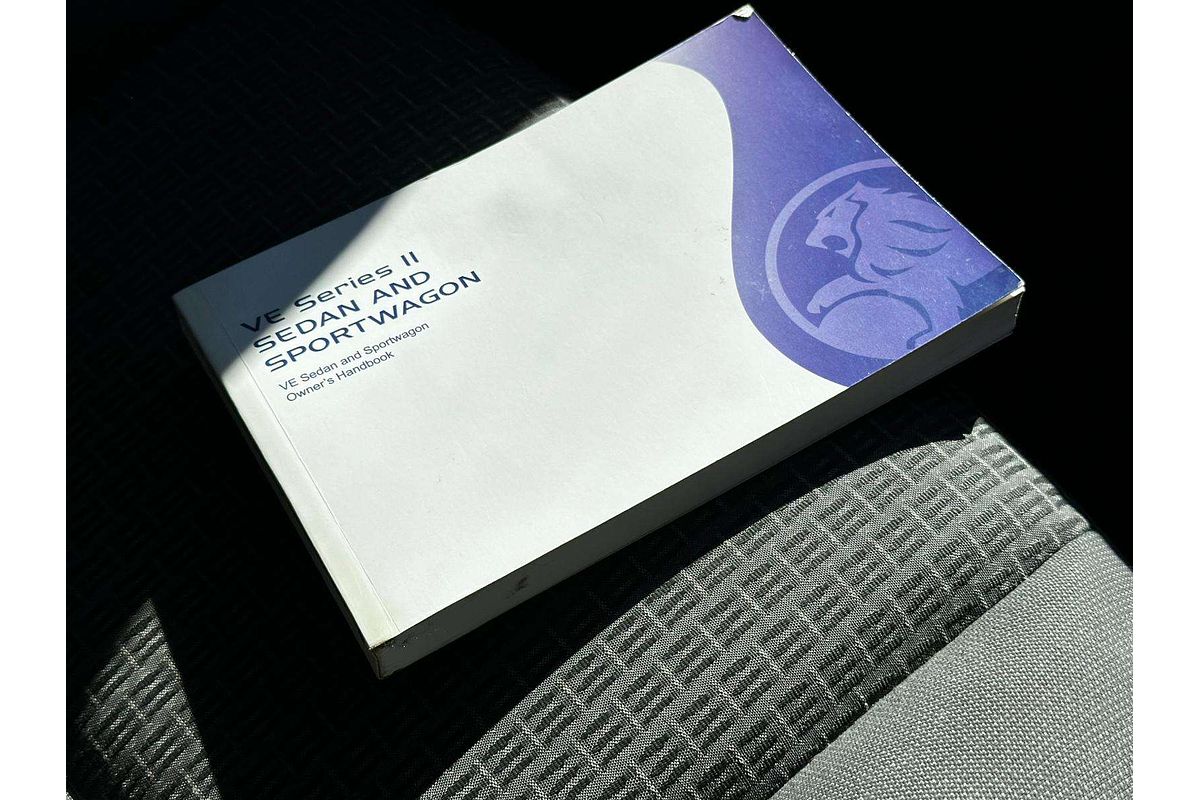 VE Series II
SEDAN AND
SPORTWAGON
VE Sedan and Sportwagon
Owner's Handbook